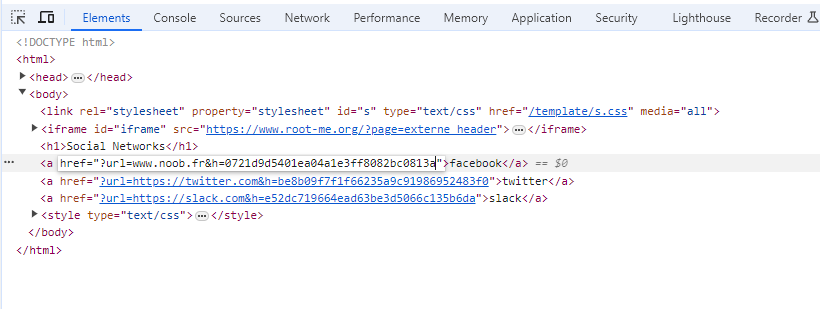 Elements Console Sources Network Performance Memory Application Security Lighthouse Recorder
<!DOCTYPE html>
<html>
<head> ... </head>
<body>
<link rel="stylesheet" property="stylesheet" id="s" type="text/css" href="/template/s.css" media="all">
<iframe id="iframe" src="https://www.root-me.org/?page=externe_header"> ... </iframe>
<h1>Social Networks</h1>
... <a href="?url=www.noob.fr&h=0721d9d5401ea04a1e3ff8082bc0813a">facebook</a> == $0
<a href="?url=https://twitter.com&h=be8b09f7f1f66235a9c91986952483f0">twitter</a>
<a href="?url=https://slack.com&h=e52dc719664ead63be3d5066c135b6da">slack</a>
<style type="text/css"> ... </style>
</body>
</html>